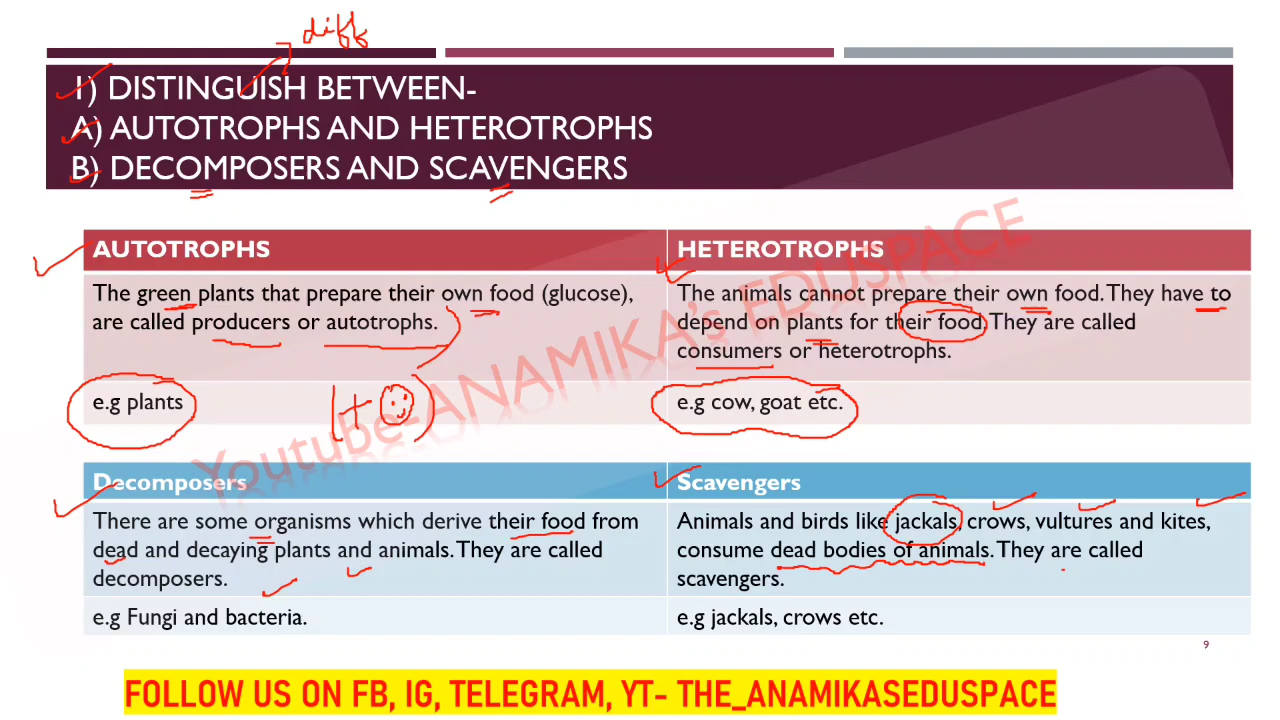 diff
1) DISTINGUISH BETWEEN-
A) AUTOTROPHS AND HETEROTROPHS
B) DECOMPOSERS AND SCAVENGERS
AUTOTROPHS
The green plants that prepare their own food (glucose),
are called producers or autotrophs.
e.g plants
HETEROTROPHS
The animals cannot prepare their own food. They have to
depend on plants for their food. They are called
consumers or heterotrophs.
e.g cow, goat etc.
Youtube-ANAMIKA's EDUSPACE
Decomposers
There are some organisms which derive their food from
dead and decaying plants and animals. They are called
decomposers.
e.g Fungi and bacteria.
Scavengers
Animals and birds like jackals, crows, vultures and kites,
consume dead bodies of animals. They are called
scavengers.
e.g jackals, crows etc.
9
FOLLOW US ON FB, IG, TELEGRAM, YT- THE_ANAMIKASEDUSPACE